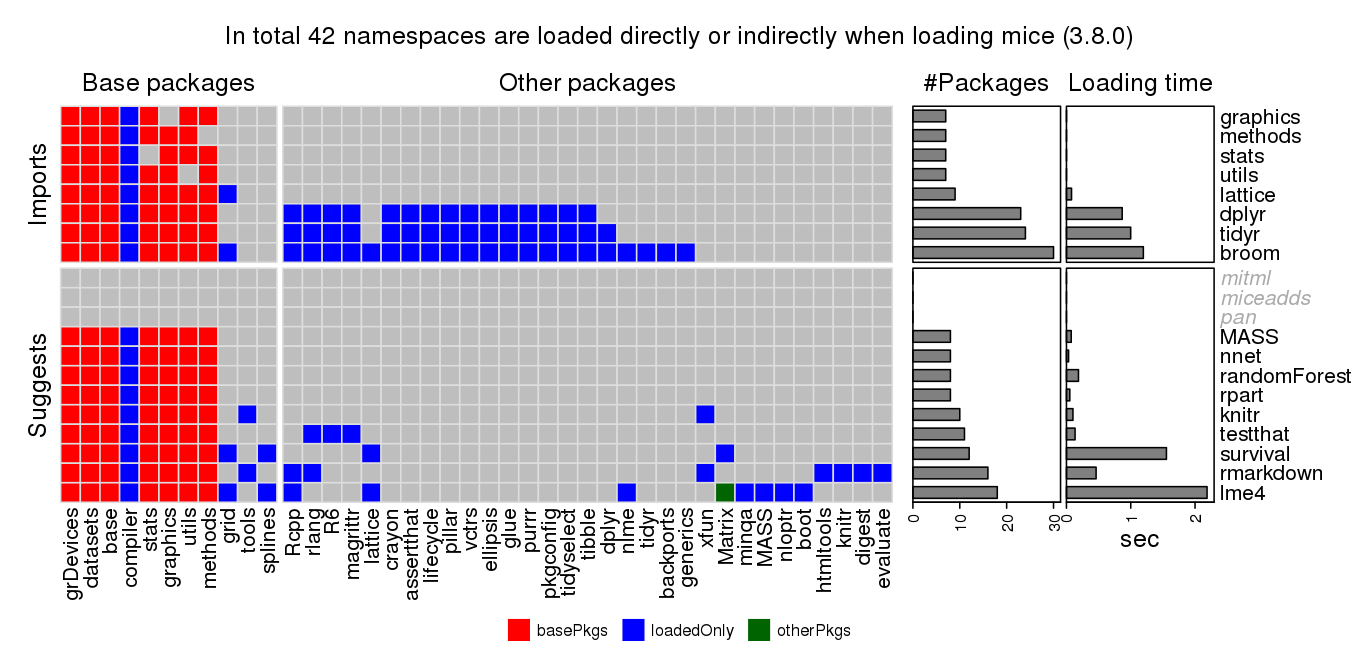 In total 42 namespaces are loaded directly or indirectly when loading mice (3.8.0)
Base packages
Other packages
#Packages
Loading time
Imports
graphics
methods
stats
utils
lattice
dplyr
tidyr
broom
Suggests
mitml
miceadds
pan
MASS
nnet
randomForest
rpart
knitr
testthat
survival
rmarkdown
lme4
grDevices
datasets
base
compiler
stats
graphics
utils
methods
grid
tools
splines
Rcpp
rlang
R6
magrittr
lattice
crayon
assertthat
lifecycle
pillar
vctrs
ellipsis
glue
purrr
pkgconfig
tidyselect
tibble
dplyr
nlme
tidyr
backports
generics
xfun
Matrix
minqa
MASS
nloptr
boot
htmltools
knitr
digest
evaluate
0 10 20 30
0 1 2
sec
basePkgs loadedOnly otherPkgs